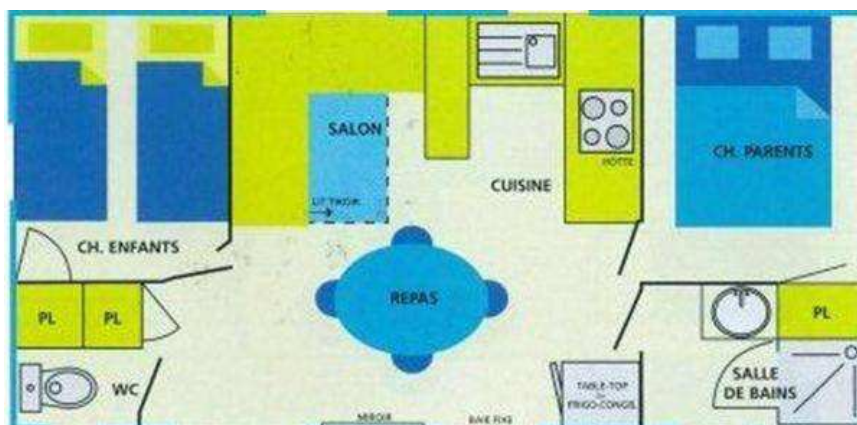 SALON
CH. PARENTS
HOTTE
CUISINE
LIT TIROIR
CH. ENFANTS
REPAS
PL
PL
PL
WC
TABLE-TOP
FRIGO-CONGEL
SALLE
DE BAINS
MIROIR
BAIE FIXE